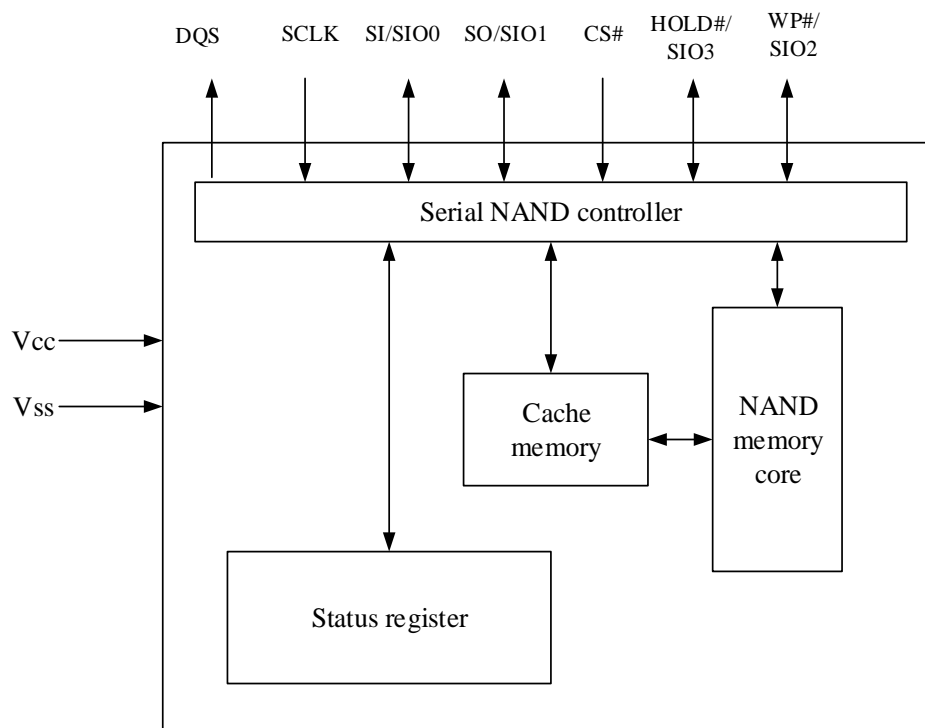 DQS
SCLK
SI/SIO0
SO/SIO1
CS#
HOLD#/
SIO3
WP#/
SIO2
Serial NAND controller
Vcc
Vss
Cache
memory
NAND
memory
core
Status register